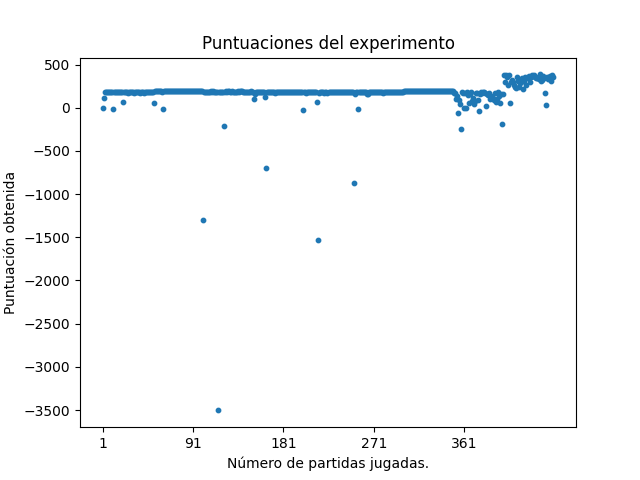 Puntuaciones del experimento
Puntuación obtenida
500
0
−500
−1000
−1500
−2000
−2500
−3000
−3500
1 91 181 271 361
Número de partidas jugadas.